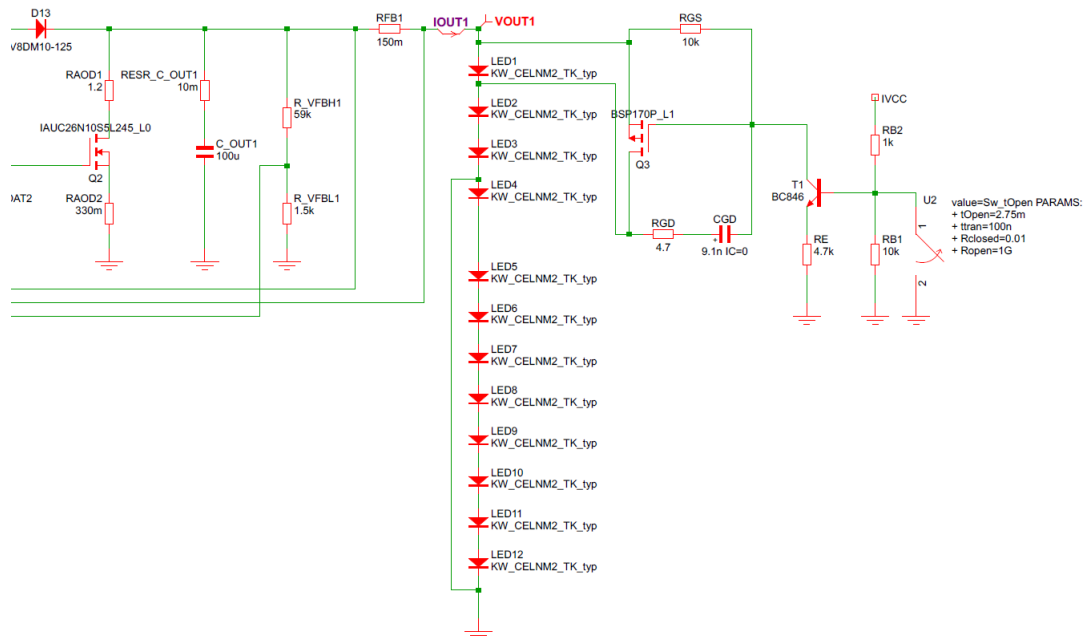 D13
V8DM10-125
RFB1
150m
IOUT1
VOUT1
RGS
10k
RAOD1
1.2
RESR_C_OUT1
10m
R_VFBH1
59k
IAUC26N10S5L245_L0
Q2
C_OUT1
100u
DAT2
RAOD2
330m
R_VFBL1
1.5k
LED1
KW_CELNM2_TK_typ
LED2
KW_CELNM2_TK_typ
LED3
KW_CELNM2_TK_typ
LED4
KW_CELNM2_TK_typ
LED5
KW_CELNM2_TK_typ
LED6
KW_CELNM2_TK_typ
LED7
KW_CELNM2_TK_typ
LED8
KW_CELNM2_TK_typ
LED9
KW_CELNM2_TK_typ
LED10
KW_CELNM2_TK_typ
LED11
KW_CELNM2_TK_typ
LED12
KW_CELNM2_TK_typ
BSP170P_L1
Q3
RGD
4.7
CGD
9.1n IC=0
IVCC
RB2
1k
T1
BC846
RE
4.7k
RB1
10k
U2
1
2
value=Sw_tOpen PARAMS:
+ tOpen=2.75m
+ ttran=100n
+ Rclosed=0.01
+ Ropen=1G